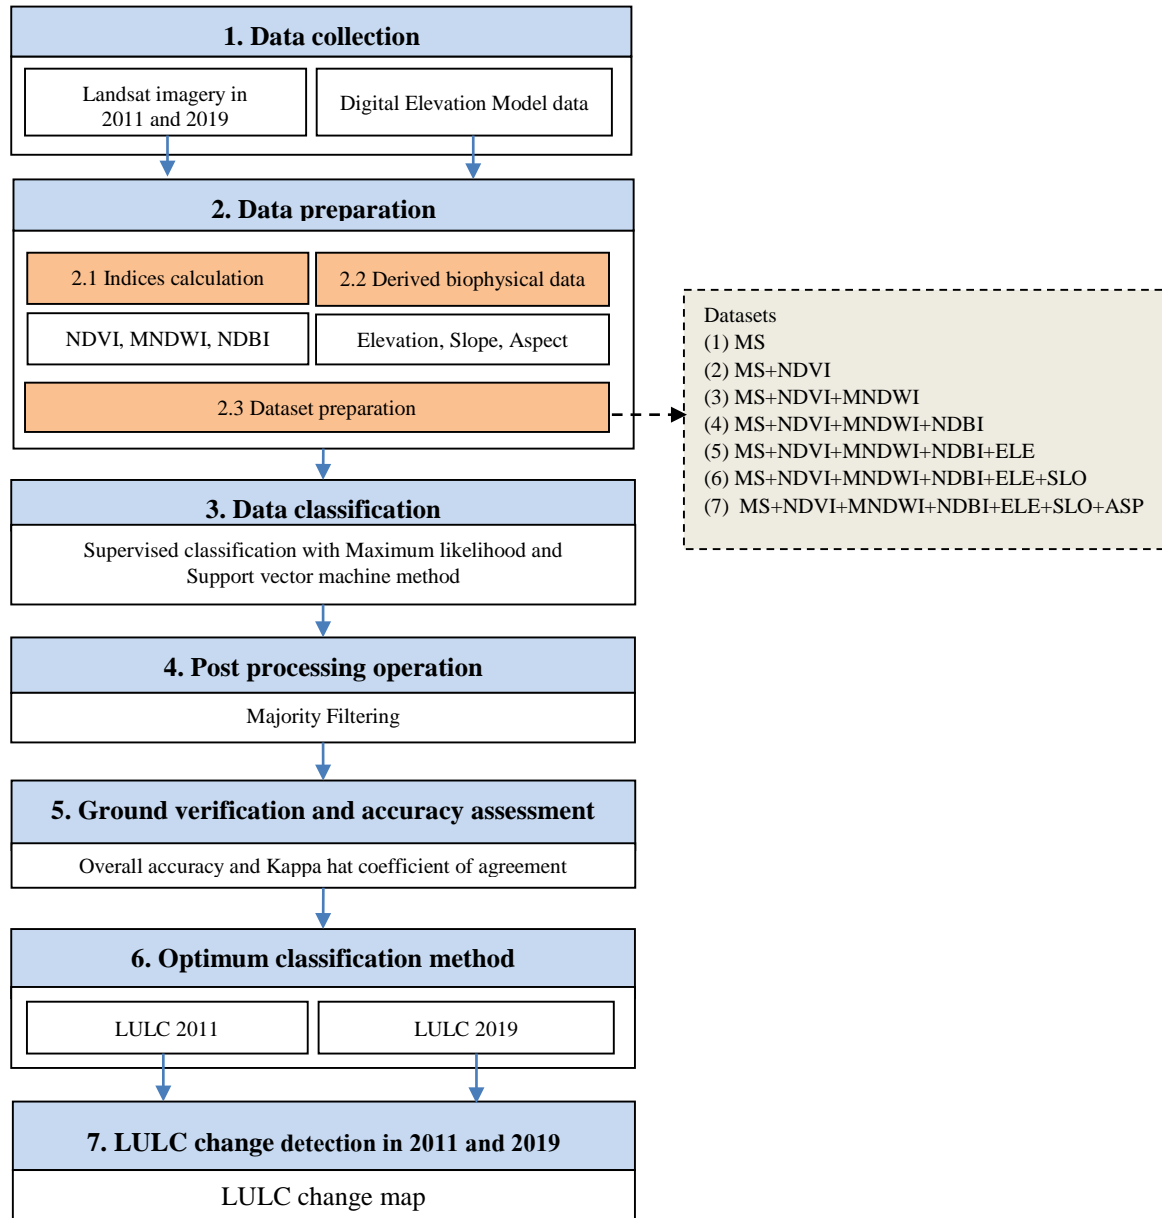 1. Data collection
Landsat imagery in
2011 and 2019
Digital Elevation Model data
2. Data preparation
2.1 Indices calculation
2.2 Derived biophysical data
NDVI, MNDWI, NDBI
Elevation, Slope, Aspect
2.3 Dataset preparation
Datasets
(1) MS
(2) MS+NDVI
(3) MS+NDVI+MNDWI
(4) MS+NDVI+MNDWI+NDBI
(5) MS+NDVI+MNDWI+NDBI+ELE
(6) MS+NDVI+MNDWI+NDBI+ELE+SLO
(7) MS+NDVI+MNDWI+NDBI+ELE+SLO+ASP
3. Data classification
Supervised classification with Maximum likelihood and
Support vector machine method
4. Post processing operation
Majority Filtering
5. Ground verification and accuracy assessment
Overall accuracy and Kappa hat coefficient of agreement
6. Optimum classification method
LULC 2011
LULC 2019
7. LULC change detection in 2011 and 2019
LULC change map